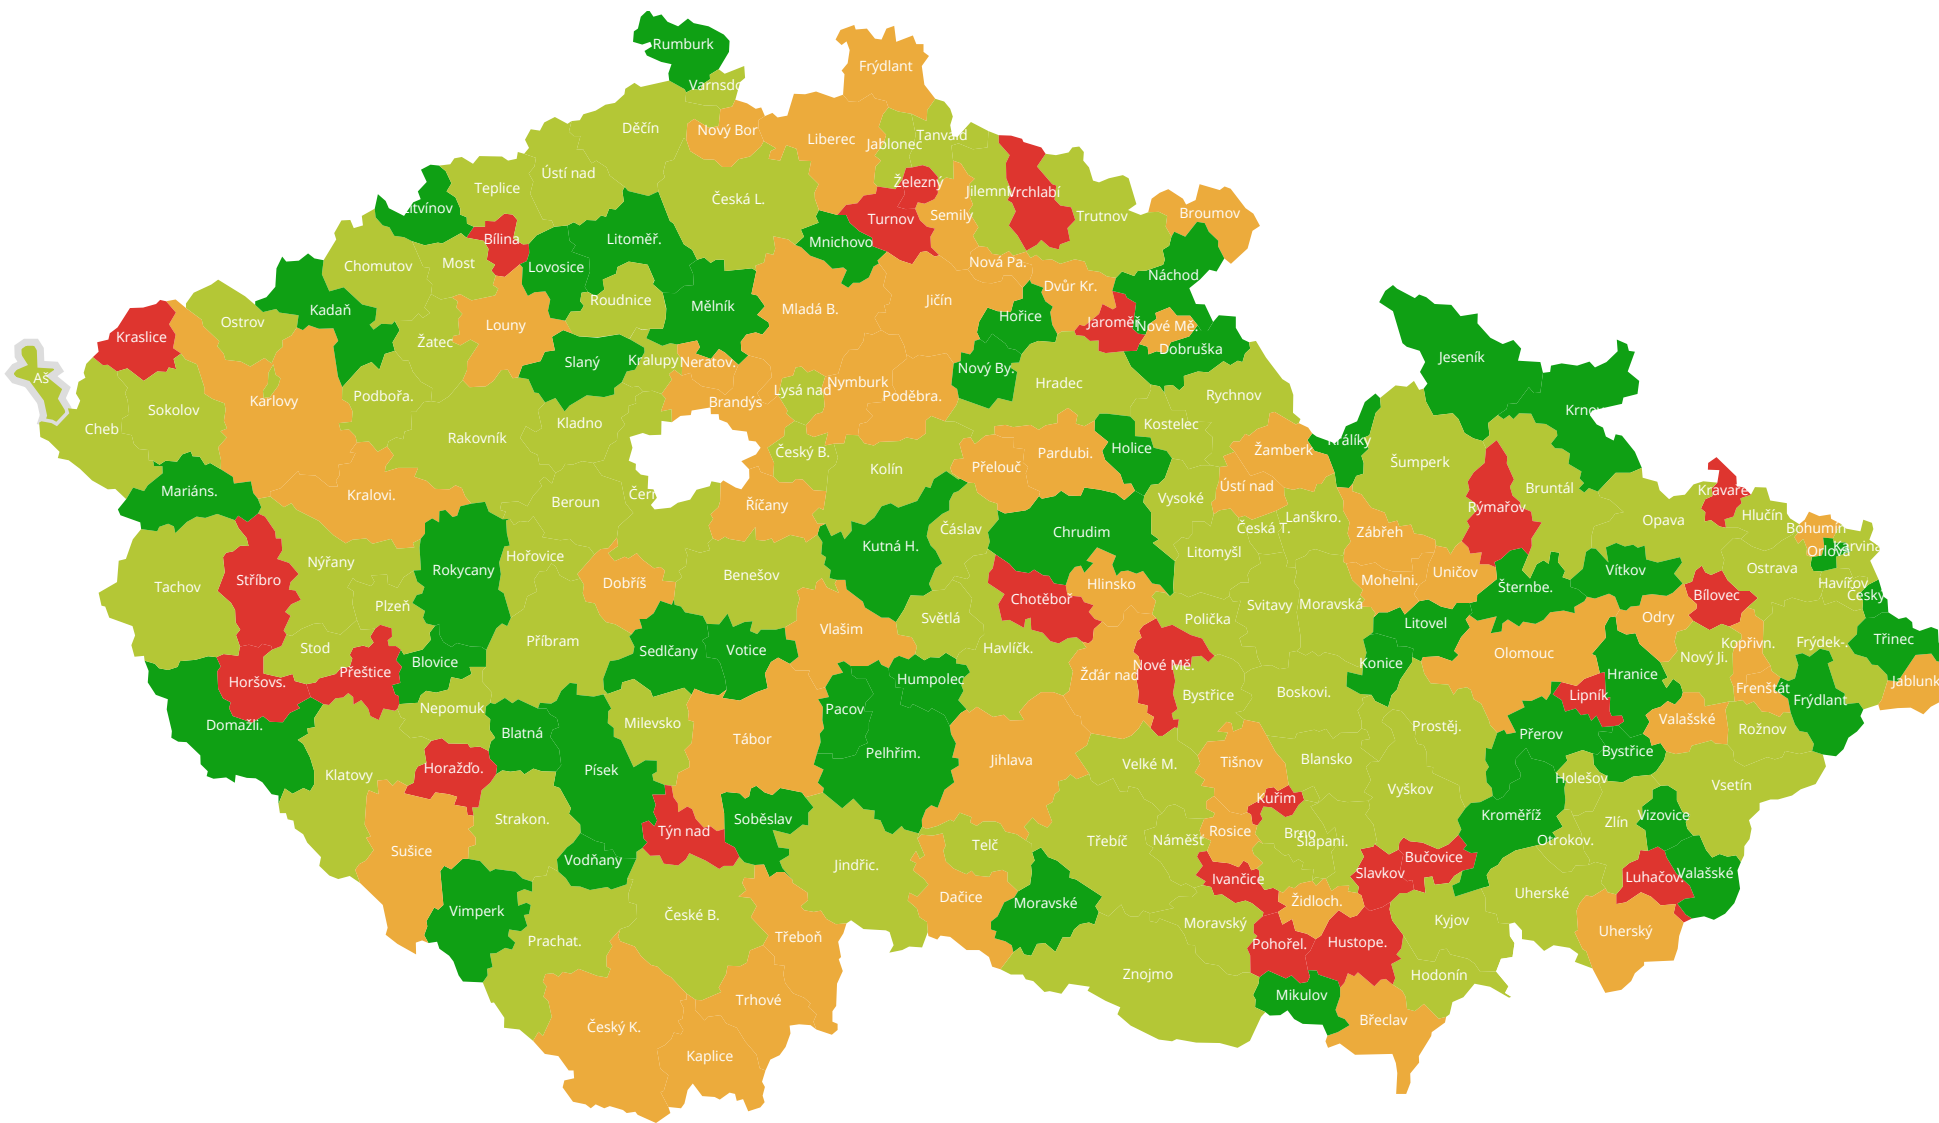 Rumburk
Frýdlant
Varnsdo
Děčín
Nový Bor
Liberec
Jablonec
Tanvald
Ústí nad
Teplice
Železný
Jilemni
Vrchlabí
Česká L.
Litvínov
Turnov
Semily
Trutnov
Broumov
Bílina
Litoměř.
Mnichovo
Chomutov
Most
Lovosice
Nová Pa.
Náchod
Dvůr Kr.
Roudnice
Mělník
Mladá B.
Jičín
Kadaň
Ostrov
Louny
Hořice
Jaroměř
Nové Mě.
Kraslice
Žatec
Dobruška
Jeseník
Slaný
Kralupy
Neratov.
Nový By.
Aš
Lysá nad
Nymburk
Hradec
Podbořa.
Poděbra.
Rychnov
Karlovy
Brandýs
Sokolov
Krnov
Cheb
Kladno
Kostelec
Rakovník
Králíky
Český B.
Pardubi.
Holice
Žamberk
Kolín
Přelouč
Šumperk
Mariáns.
Kralovi.
Ústí nad
Bruntál
Kravaře
Beroun
Čern
Vysoké
Říčany
Rýmařov
Lanškro.
Hlučín
Opava
Čáslav
Chrudim
Česká T.
Zábřeh
Bohumín
Kutná H.
Litomyšl
Orlová
Karviná
Hořovice
Nýřany
Rokycany
Ostrava
Vítkov
Uničov
Benešov
Stříbro
Mohelni.
Dobříš
Hlinsko
Havířov
Tachov
Šternbe.
Český
Bílovec
Chotěboř
Plzeň
Svitavy
Moravská
Světlá
Polička
Odry
Litovel
Vlašim
Příbram
Třinec
Stod
Havlíčk.
Kopřivn.
Frýdek-.
Sedlčany
Votice
Olomouc
Nový Ji.
Blovice
Konice
Nové Mě.
Přeštice
Žďár nad
Hranice
Humpolec
Horšovs.
Jablunk
Frenštát
Boskovi.
Bystřice
Lipník
Frýdlant
Nepomuk
Pacov
Valašské
Milevsko
Domažli.
Prostěj.
Rožnov
Blatná
Přerov
Tábor
Bystřice
Pelhřim.
Jihlava
Blansko
Tišnov
Velké M.
Horažďo.
Písek
Klatovy
Holešov
Vsetín
Vyškov
Kuřim
Kroměříž
Vizovice
Strakon.
Soběslav
Zlín
Týn nad
Rosice
Brno
Třebíč
Náměšť
Šlapani.
Otrokov.
Telč
Sušice
Bučovice
Vodňany
Jindřic.
Slavkov
Valašské
Luhačov.
Ivančice
Uherské
Dačice
Židloch.
Moravské
Vimperk
České B.
Kyjov
Moravský
Uherský
Třeboň
Prachat.
Hustope.
Pohořel.
Znojmo
Hodonín
Mikulov
Trhové
Břeclav
Český K.
Kaplice